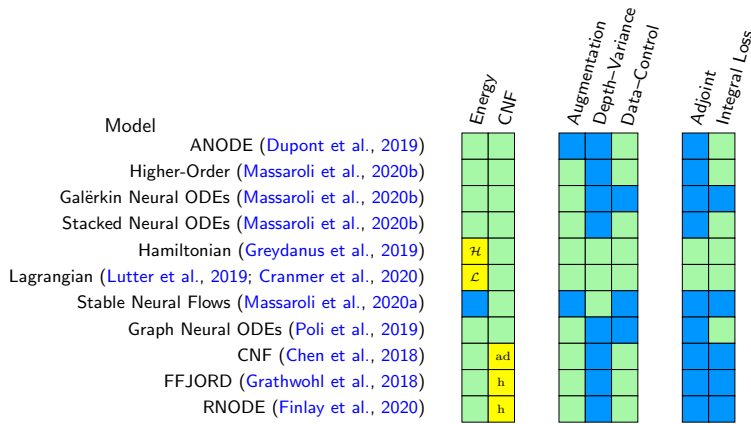 Energy
CNF
Augmentation
Depth–Variance
Data–Control
Adjoint
Integral Loss
Model
ANODE (Dupont et al., 2019)
Higher-Order (Massaroli et al., 2020b)
Galërkin Neural ODEs (Massaroli et al., 2020b)
Stacked Neural ODEs (Massaroli et al., 2020b)
Hamiltonian (Greydanus et al., 2019) ℋ
Lagrangian (Lutter et al., 2019; Cranmer et al., 2020) ℒ
Stable Neural Flows (Massaroli et al., 2020a)
Graph Neural ODEs (Poli et al., 2019)
CNF (Chen et al., 2018) ad
FFJORD (Grathwohl et al., 2018) h
RNODE (Finlay et al., 2020) h